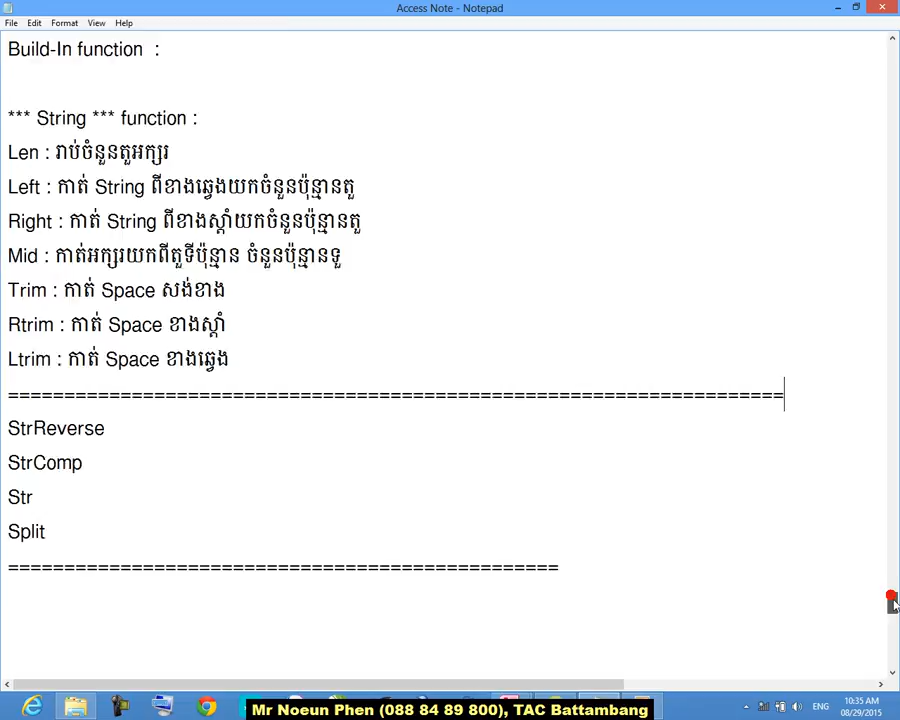 Access Note - Notepad
File Edit Format View Help
Build-In function :
*** String *** function :
Len : រាប់ចំនួនតួអក្សរ
Left : កាត់ String ពីខាងឆ្វេងយកចំនួនប៉ុន្មានតួ
Right : កាត់ String ពីខាងស្តាំយកចំនួនប៉ុន្មានតួ
Mid : កាត់អក្សរយកពីតួទីប៉ុន្មាន ចំនួនប៉ុន្មានទួ
Trim : កាត់ Space សង់ខាង
Rtrim : កាត់ Space ខាងស្តាំ
Ltrim : កាត់ Space ខាងឆ្វេង
=====================================================================
StrReverse
StrComp
Str
Split
=================================================
ENG
10:35 AM
08/29/2015
Mr Noeun Phen (088 84 89 800), TAC Battambang